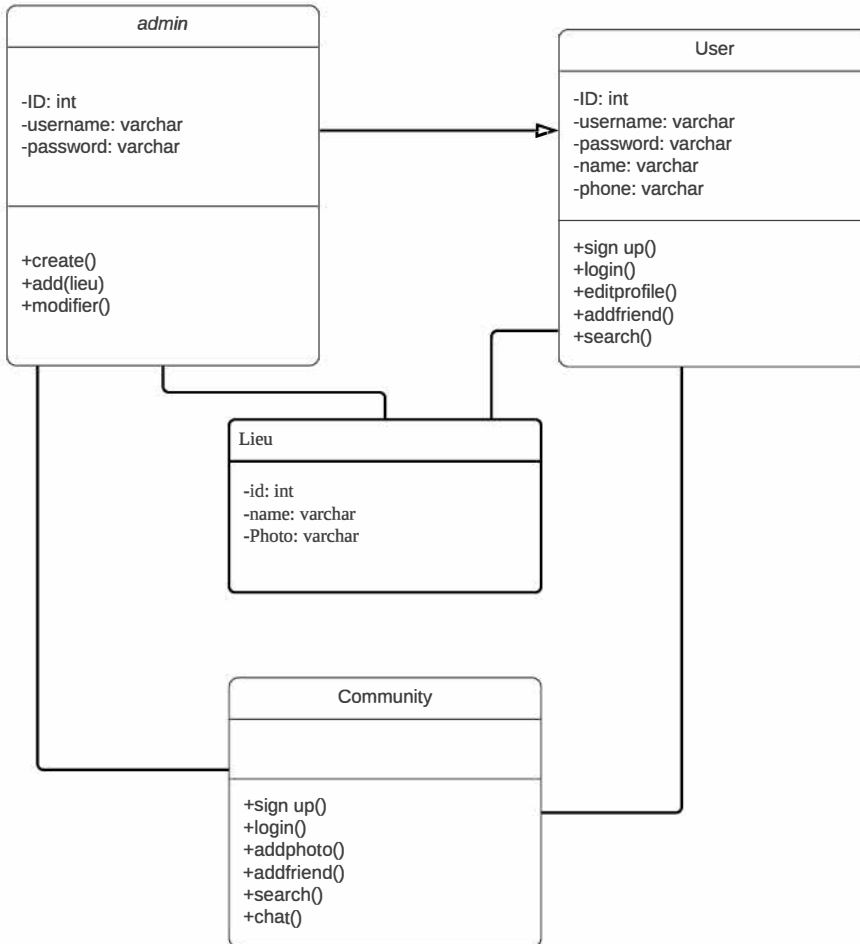 admin
-ID: int
-username: varchar
-password: varchar
+create()
+add(lieu)
+modifier()
User
-ID: int
-username: varchar
-password: varchar
-name: varchar
-phone: varchar
+sign up()
+login()
+editprofile()
+addfriend()
+search()
Lieu
-id: int
-name: varchar
-Photo: varchar
Community
+sign up()
+login()
+addphoto()
+addfriend()
+search()
+chat()